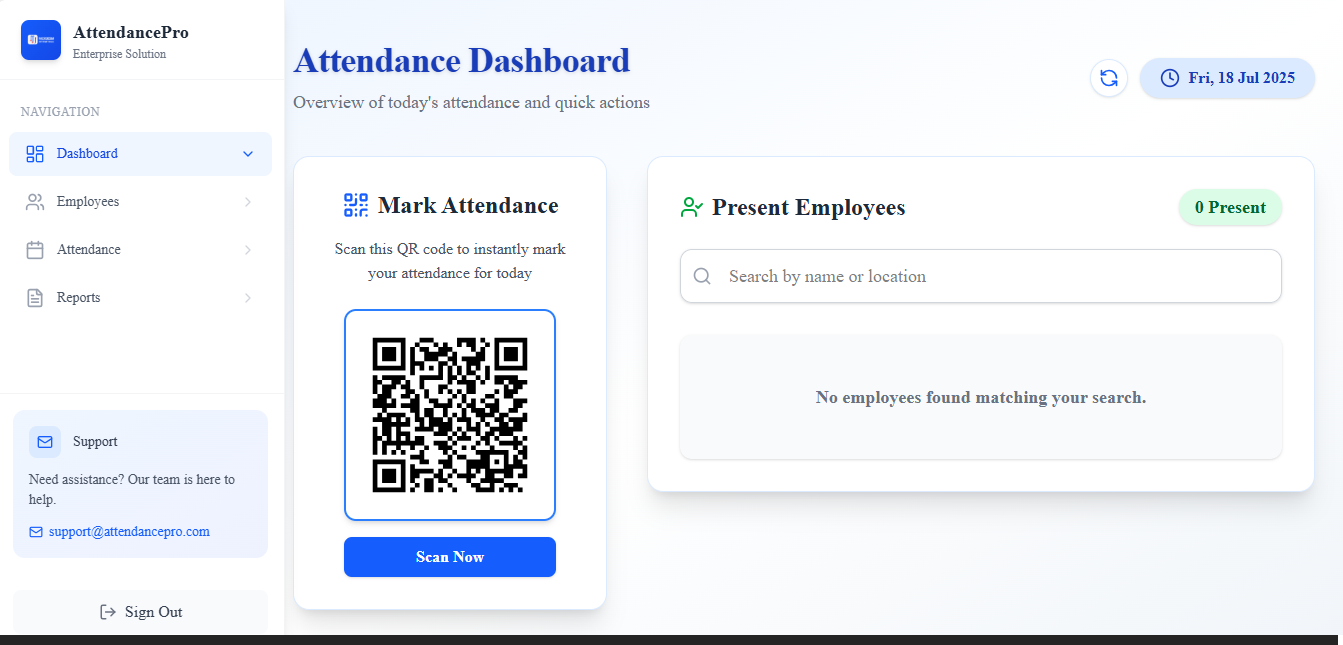 AttendancePro
Enterprise Solution
NAVIGATION
Dashboard
Employees
Attendance
Reports
Support
Need assistance? Our team is here to
help.
support@attendancepro.com
Sign Out
Attendance Dashboard
Overview of today's attendance and quick actions
Fri, 18 Jul 2025
Mark Attendance
Scan this QR code to instantly mark
your attendance for today
Scan Now
Present Employees
0 Present
Search by name or location
No employees found matching your search.